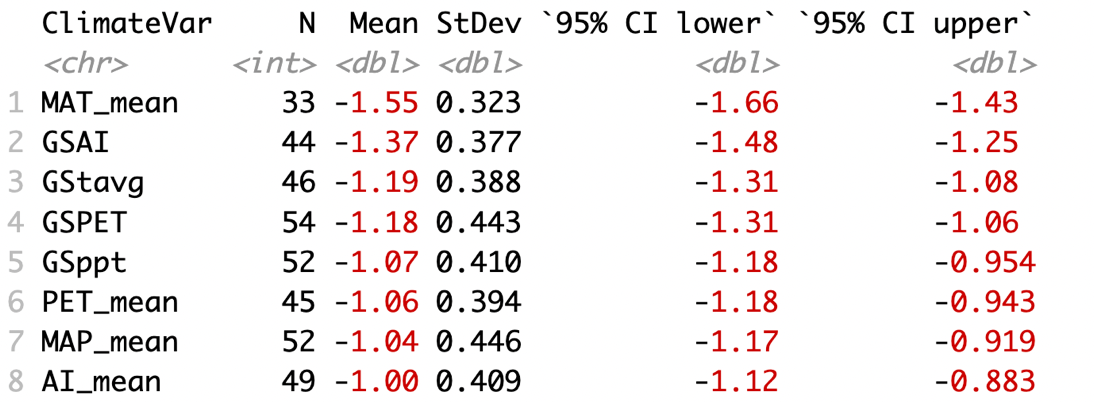 ClimateVar N Mean StDev `95% CI lower` `95% CI upper`
<chr> <int> <dbl> <dbl> <dbl> <dbl>
1 MAT_mean 33 -1.55 0.323 -1.66 -1.43
2 GSAI 44 -1.37 0.377 -1.48 -1.25
3 GStavg 46 -1.19 0.388 -1.31 -1.08
4 GSPET 54 -1.18 0.443 -1.31 -1.06
5 GSppt 52 -1.07 0.410 -1.18 -0.954
6 PET_mean 45 -1.06 0.394 -1.18 -0.943
7 MAP_mean 52 -1.04 0.446 -1.17 -0.919
8 AI_mean 49 -1.00 0.409 -1.12 -0.883